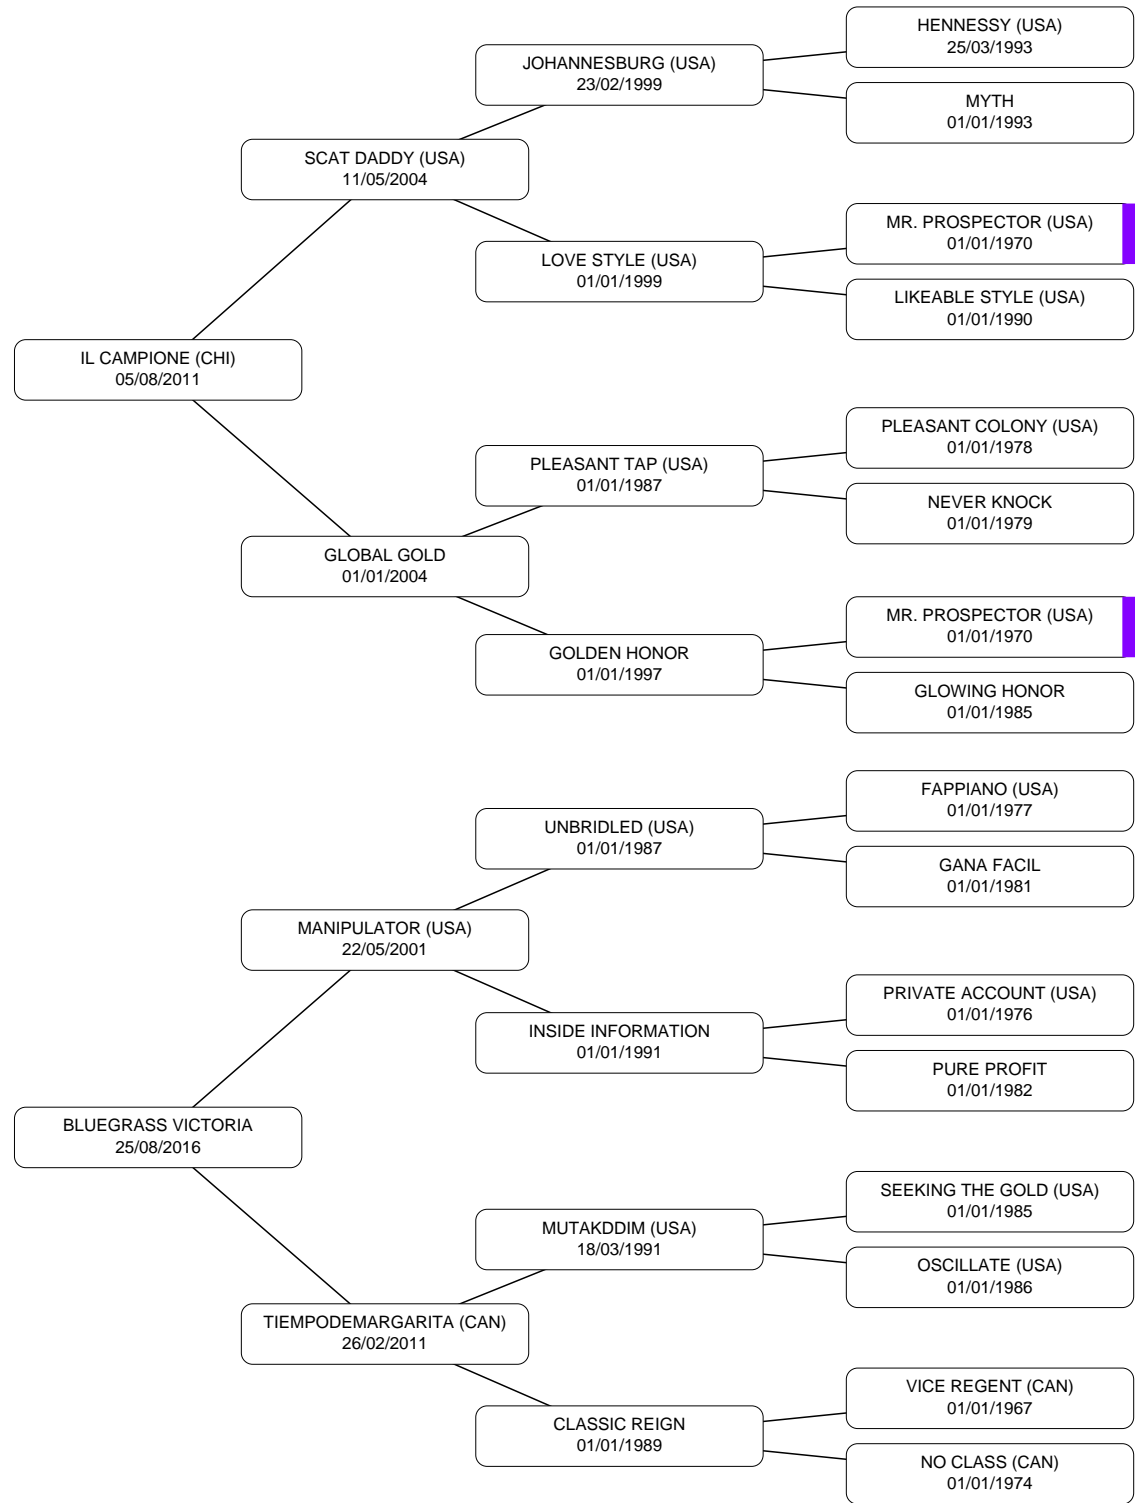 HENNESSY (USA)
25/03/1993
JOHANNESBURG (USA)
23/02/1999
MYTH
01/01/1993
SCAT DADDY (USA)
11/05/2004
MR. PROSPECTOR (USA)
01/01/1970
LOVE STYLE (USA)
01/01/1999
LIKEABLE STYLE (USA)
01/01/1990
IL CAMPIONE (CHI)
05/08/2011
PLEASANT COLONY (USA)
01/01/1978
PLEASANT TAP (USA)
01/01/1987
NEVER KNOCK
01/01/1979
GLOBAL GOLD
01/01/2004
MR. PROSPECTOR (USA)
01/01/1970
GOLDEN HONOR
01/01/1997
GLOWING HONOR
01/01/1985
FAPPIANO (USA)
01/01/1977
UNBRIDLED (USA)
01/01/1987
GANA FACIL
01/01/1981
MANIPULATOR (USA)
22/05/2001
PRIVATE ACCOUNT (USA)
01/01/1976
INSIDE INFORMATION
01/01/1991
PURE PROFIT
01/01/1982
BLUEGRASS VICTORIA
25/08/2016
SEEKING THE GOLD (USA)
01/01/1985
MUTAKDDIM (USA)
18/03/1991
OSCILLATE (USA)
01/01/1986
TIEMPODEMARGARITA (CAN)
26/02/2011
VICE REGENT (CAN)
01/01/1967
CLASSIC REIGN
01/01/1989
NO CLASS (CAN)
01/01/1974